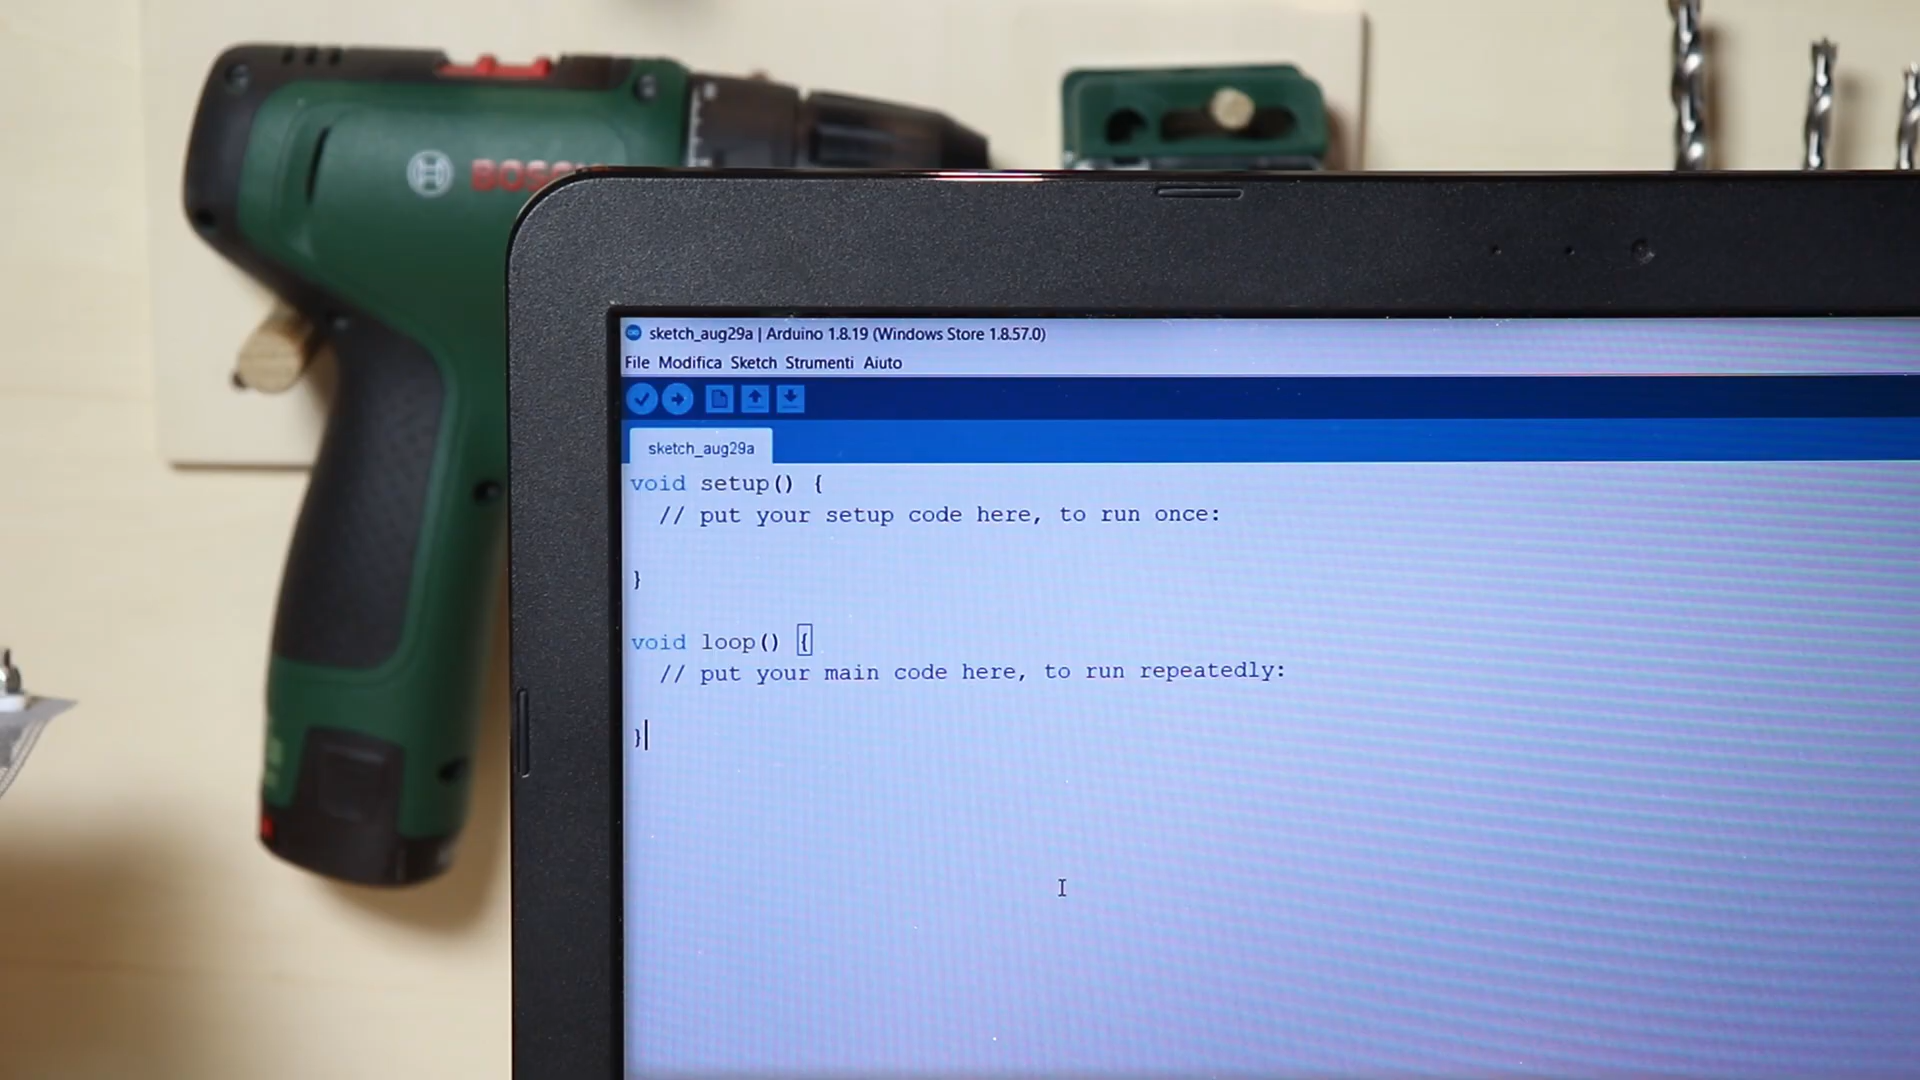 BOSCH
sketch_aug29a | Arduino 1.8.19 (Windows Store 1.8.57.0)
File Modifica Sketch Strumenti Aiuto
sketch_aug29a
void setup() {
// put your setup code here, to run once:
}
void loop() {
// put your main code here, to run repeatedly:
}